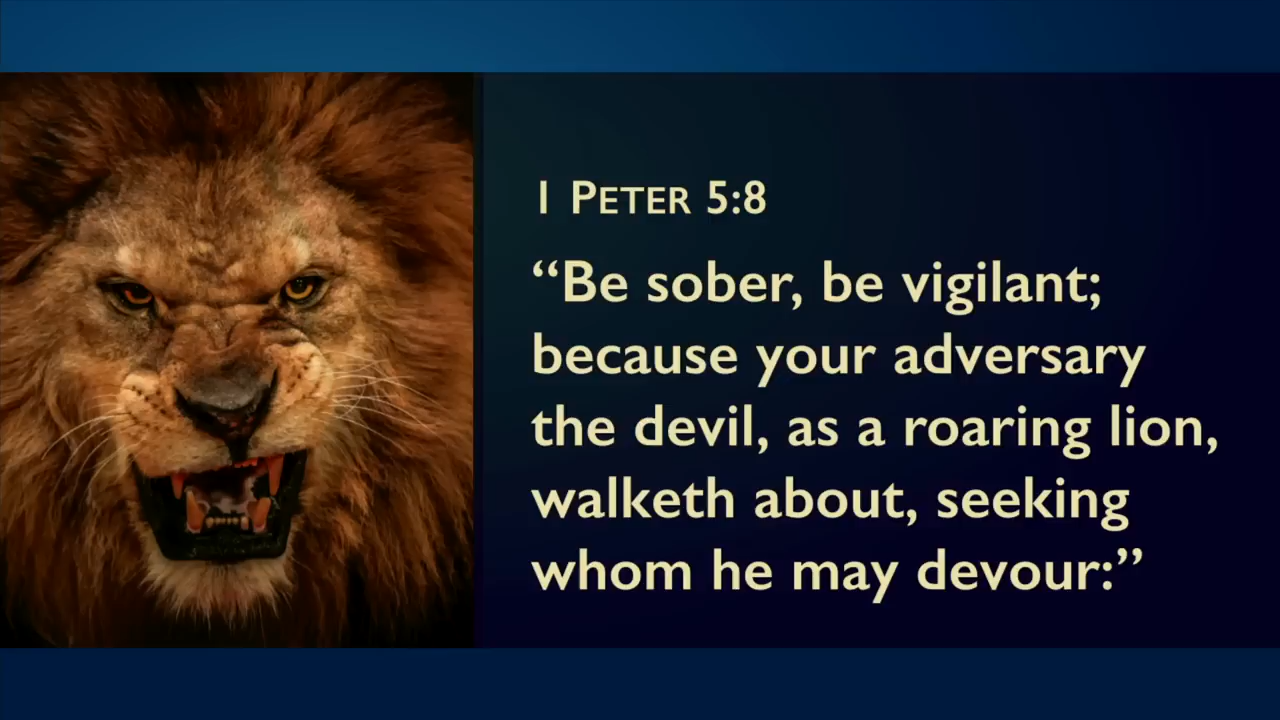 1 PETER 5:8
“Be sober, be vigilant;
because your adversary
the devil, as a roaring lion,
walketh about, seeking
whom he may devour:”